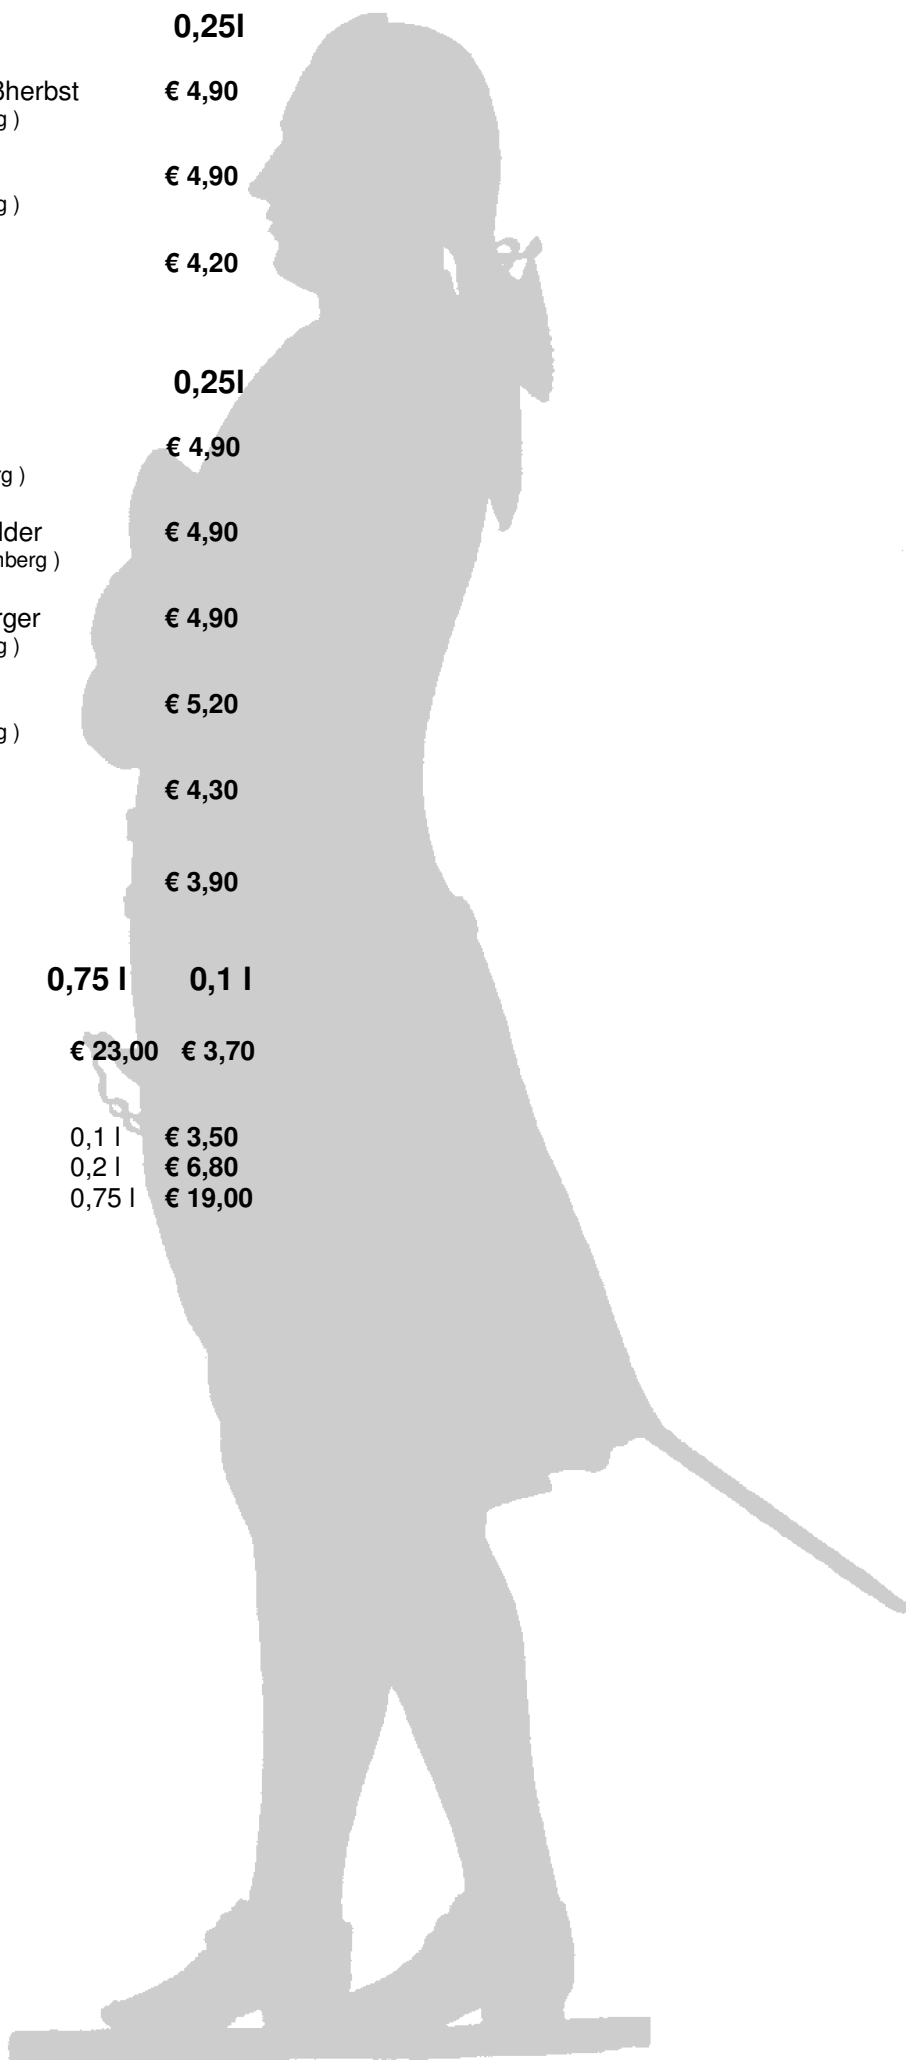 0,25l
ßherbst € 4,90
g )
€ 4,90
g )
€ 4,20
0,25l
€ 4,90
rg )
lder € 4,90
nberg )
rger € 4,90
g )
€ 5,20
g )
€ 4,30
€ 3,90
0,75 l 0,1 l
€ 23,00 € 3,70
0,1 l € 3,50
0,2 l € 6,80
0,75 l € 19,00